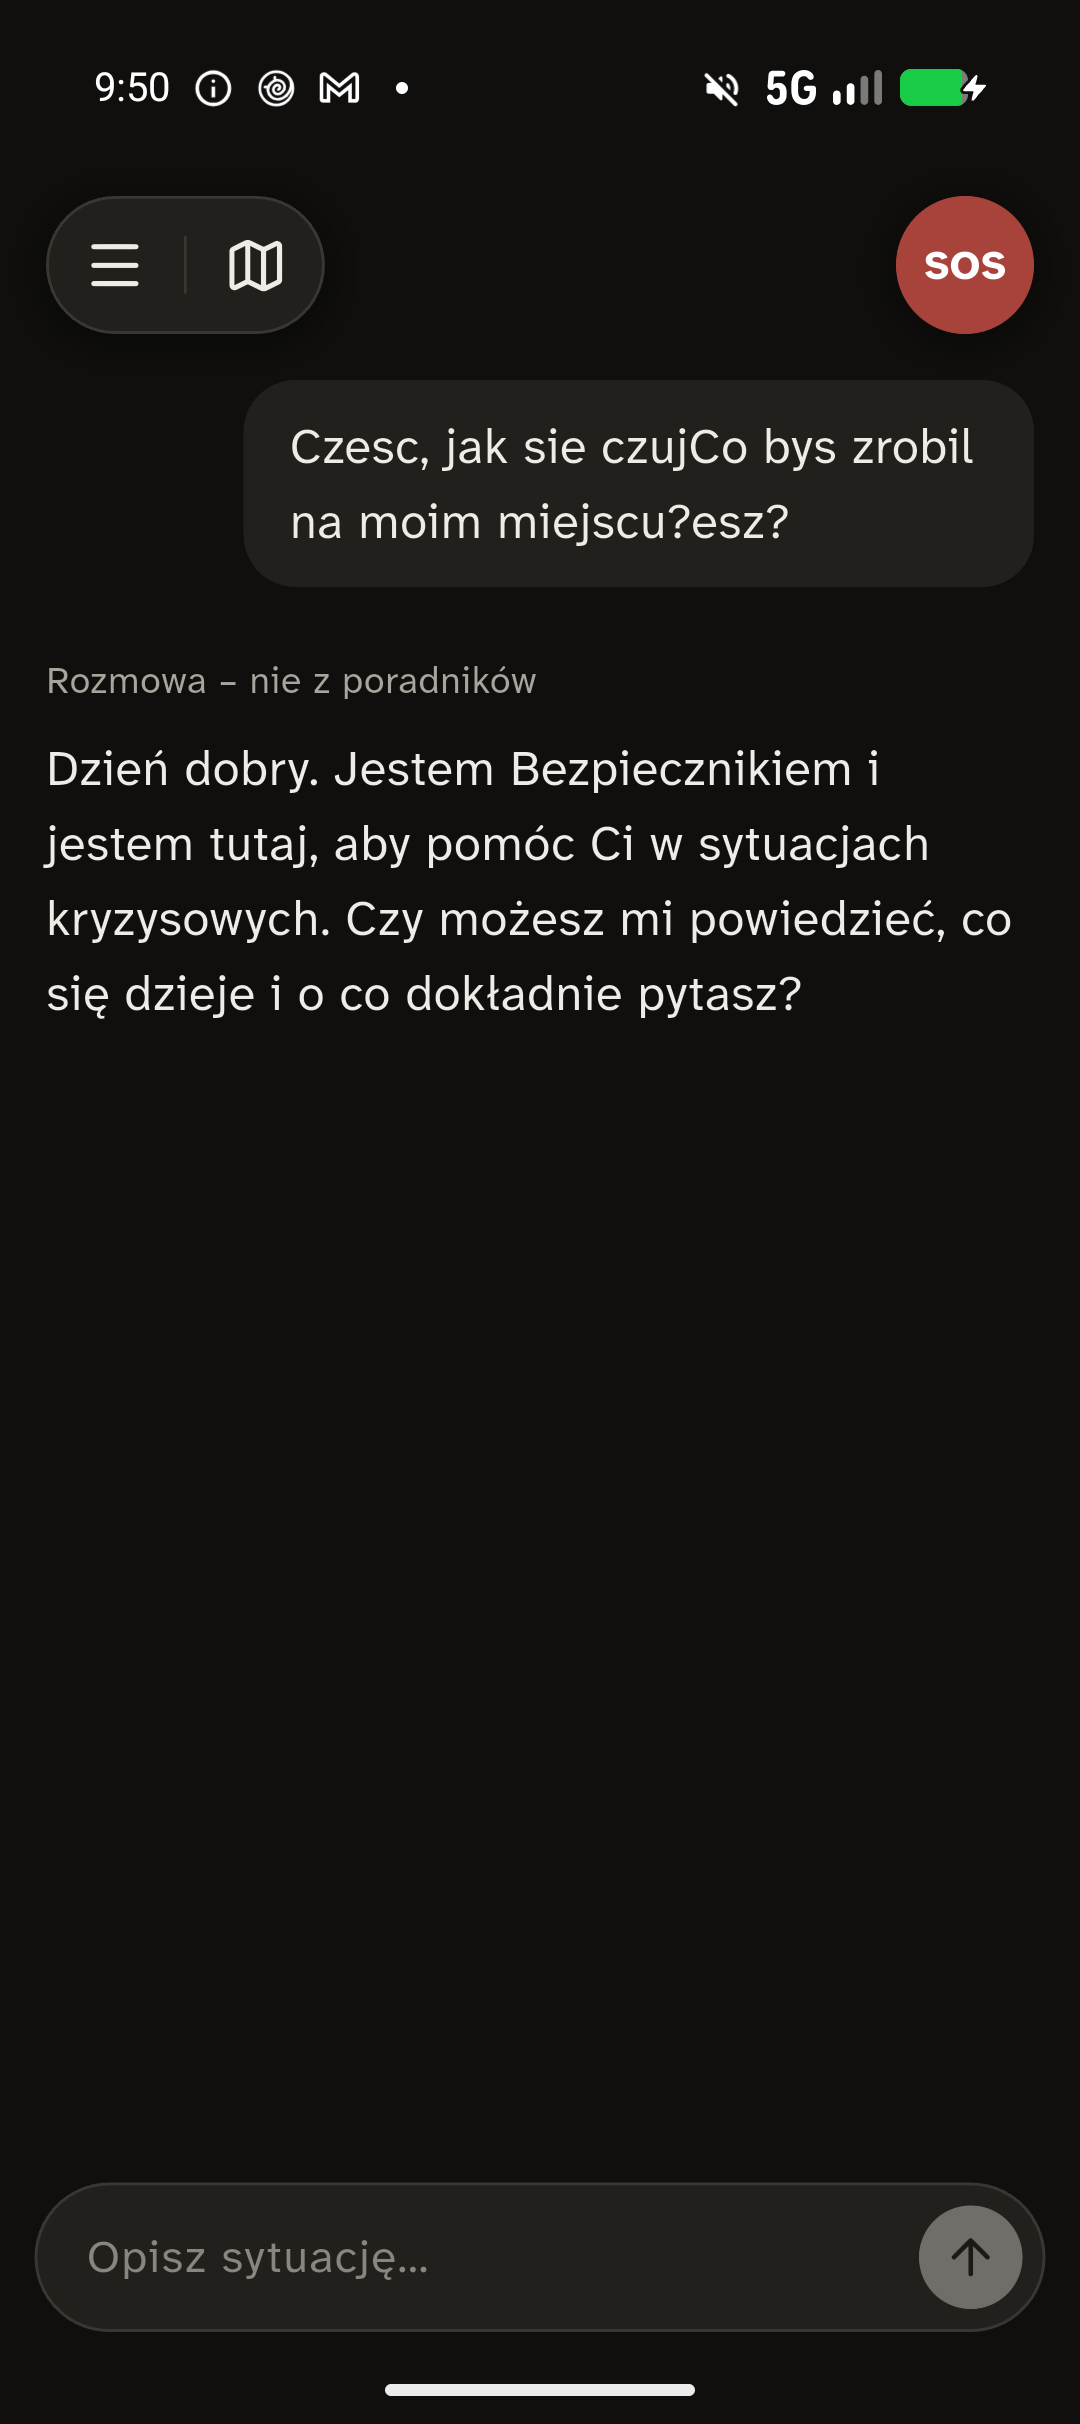 9:50
5G
SOS
Czesc, jak sie czujCo bys zrobil
na moim miejscu?esz?
Rozmowa – nie z poradników
Dzień dobry. Jestem Bezpiecznikiem i
jestem tutaj, aby pomóc Ci w sytuacjach
kryzysowych. Czy możesz mi powiedzieć, co
się dzieje i o co dokładnie pytasz?
Opisz sytuację...